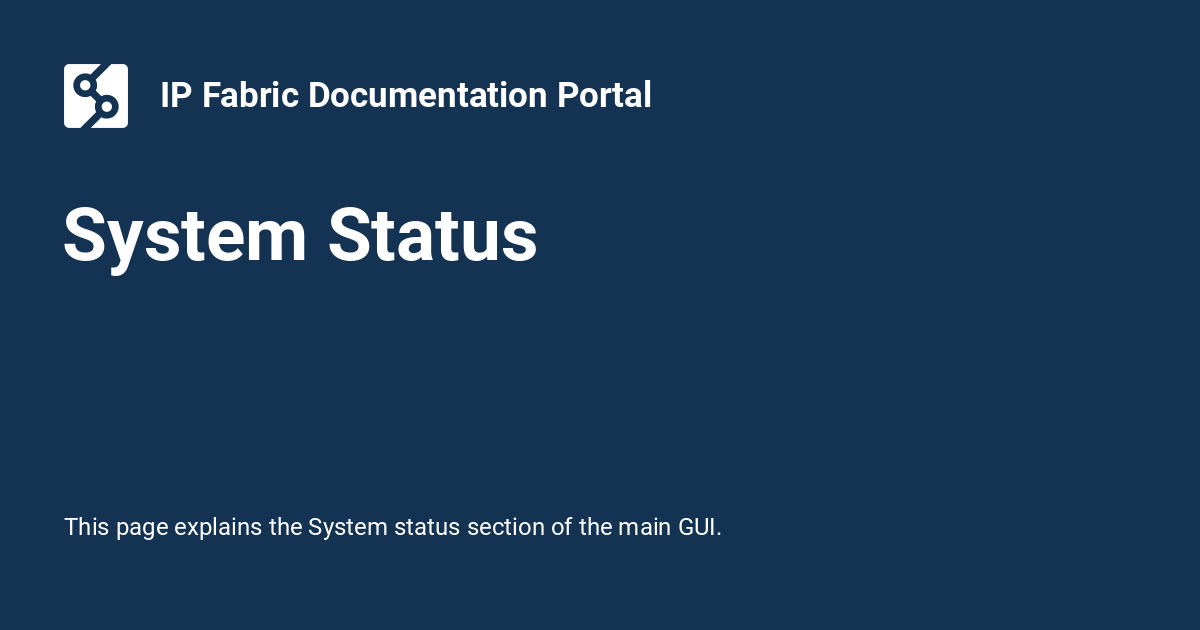 IP Fabric Documentation Portal
System Status
This page explains the System status section of the main GUI.